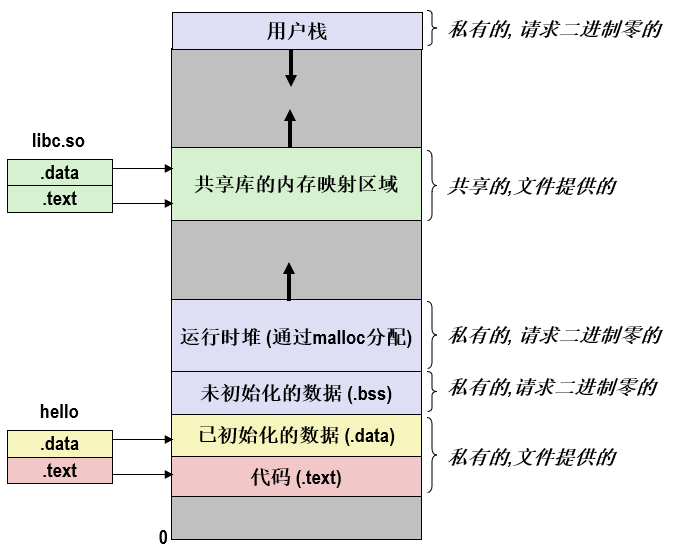 用户栈
私有的, 请求二进制零的
libc.so
.data
.text
共享库的内存映射区域
共享的,文件提供的
运行时堆 (通过malloc分配)
私有的, 请求二进制零的
未初始化的数据 (.bss)
私有的,请求二进制零的
hello
.data
.text
已初始化的数据 (.data)
代码 (.text)
私有的,文件提供的
0